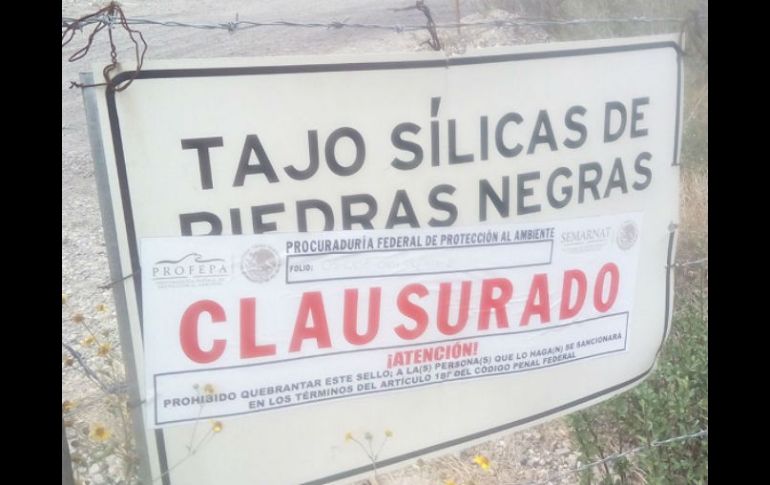 TAJO SÍLICAS DE
PIEDRAS NEGRAS
PROCURADURÍA FEDERAL DE PROTECCIÓN AL AMBIENTE
SEMARNAT
PROFEPA
FOLIO:
CLAUSURADO
¡ATENCIÓN!
PROHIBIDO QUEBRANTAR ESTE SELLO; A LA(S) PERSONA(S) QUE LO HAGA(N) SE SANCIONARA
EN LOS TÉRMINOS DEL ARTÍCULO 187 DEL CÓDIGO PENAL FEDERAL